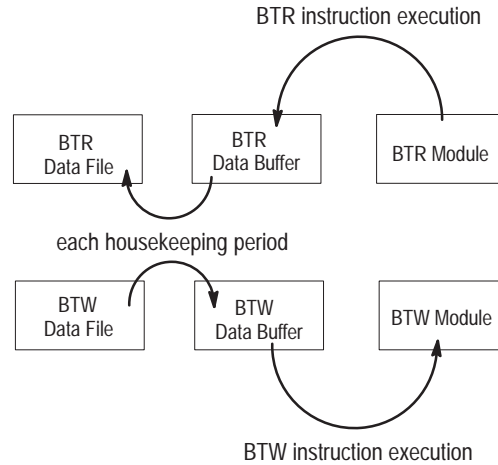 BTR instruction execution
BTR
Data File
BTR
Data Buffer
BTR Module
each housekeeping period
BTW
Data File
BTW
Data Buffer
BTW Module
BTW instruction execution